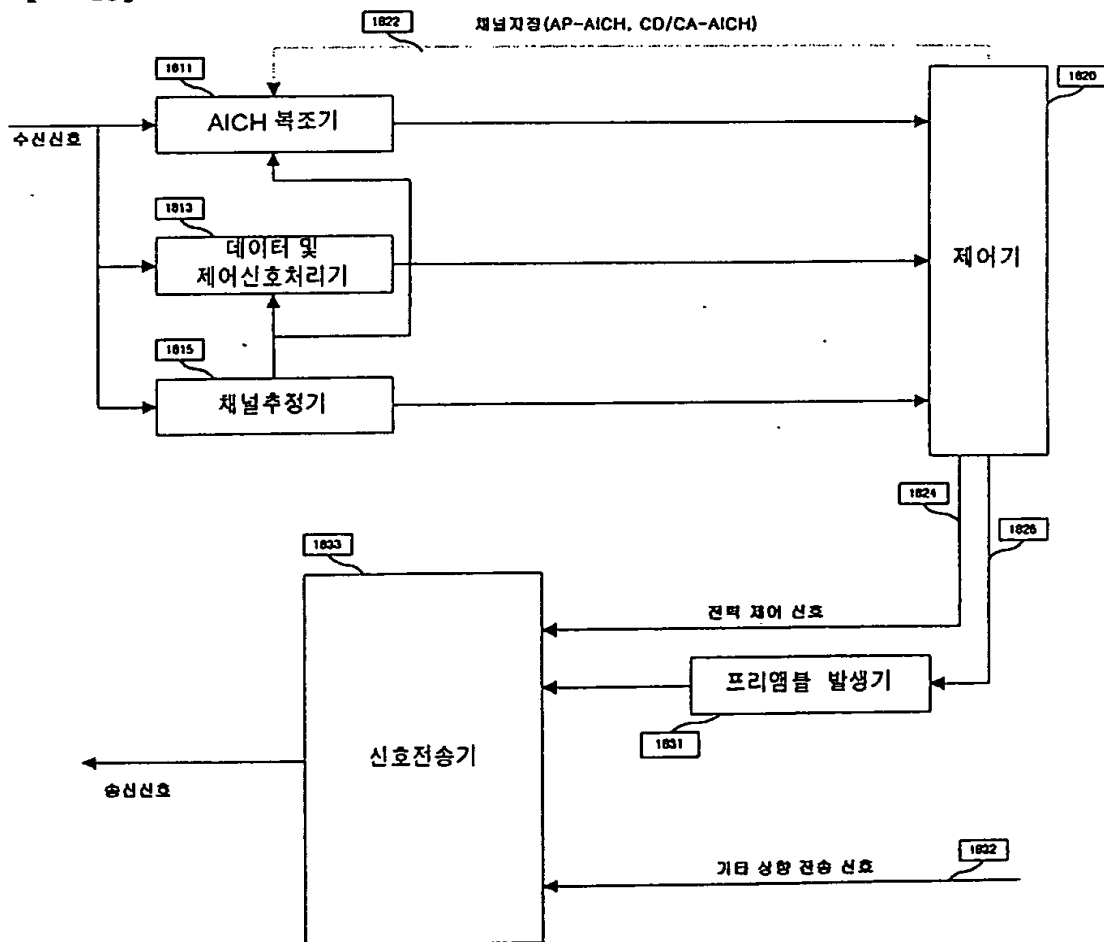 1822
채널지정(AP-AICH, CD/CA-AICH)
1811
1820
AICH 복조기
수신신호
1813
데이터 및
제어신호처리기
제어기
1815
채널추정기
1824
1826
1833
전력 제어 신호
프리앰블 발생기
1831
신호전송기
송신신호
기타 상향 전송 신호
1832